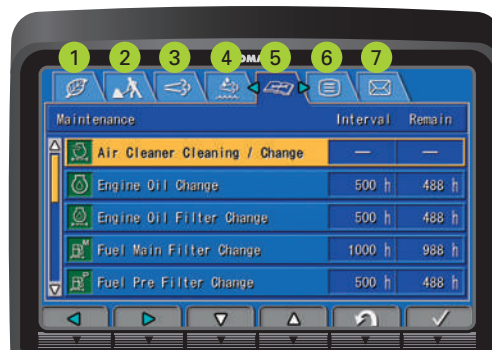 1 2 3 4 5 6 7
OMA
Maintenance Interval Remain
Air Cleaner Cleaning / Change — —
Engine Oil Change 500 h 488 h
Engine Oil Filter Change 500 h 488 h
M
Fuel Main Filter Change 1000 h 988 h
P
Fuel Pre Filter Change 500 h 488 h